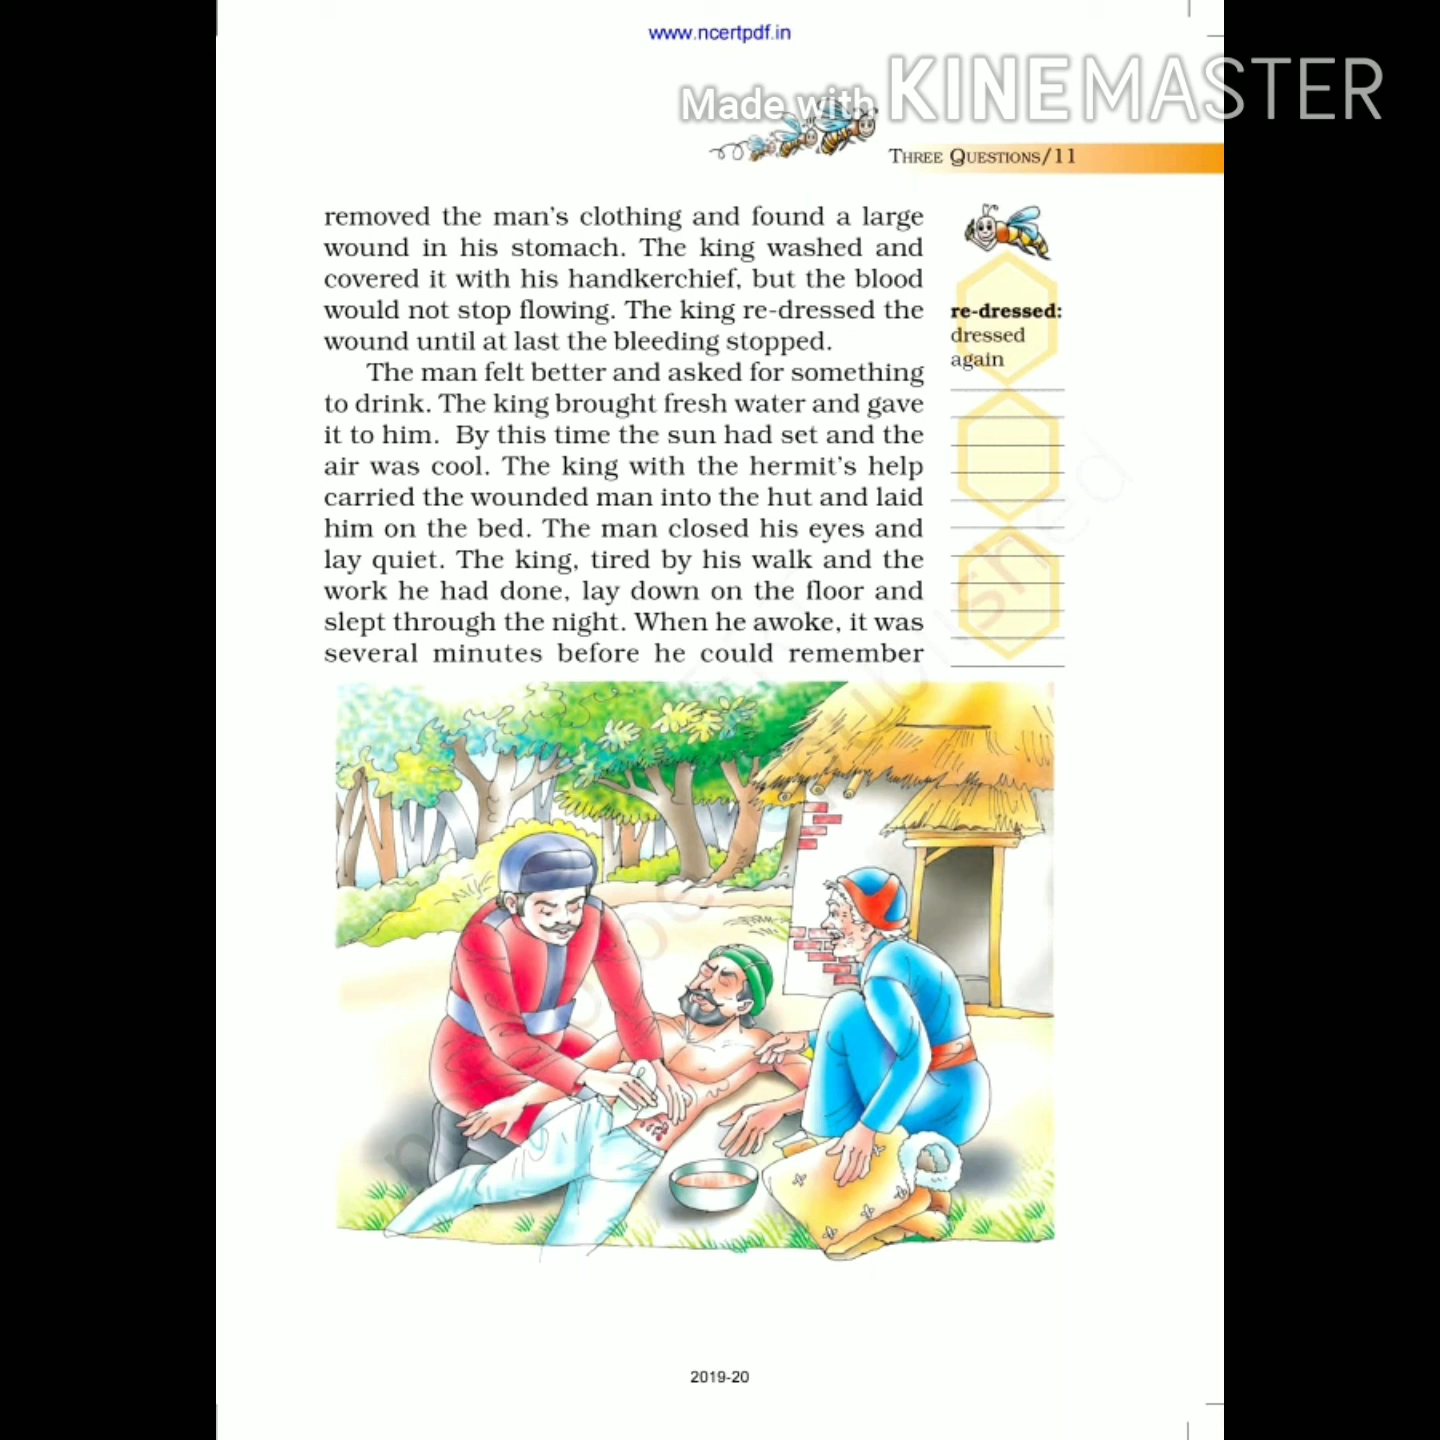 www.ncertpdf.in
Made with KINEMASTER
THREE QUESTIONS/11
removed the man's clothing and found a large
wound in his stomach. The king washed and
covered it with his handkerchief, but the blood
would not stop flowing. The king re-dressed the
wound until at last the bleeding stopped.
The man felt better and asked for something
to drink. The king brought fresh water and gave
it to him. By this time the sun had set and the
air was cool. The king with the hermit's help
carried the wounded man into the hut and laid
him on the bed. The man closed his eyes and
lay quiet. The king, tired by his walk and the
work he had done, lay down on the floor and
slept through the night. When he awoke, it was
several minutes before he could remember
re-dressed:
dressed
again
2019-20